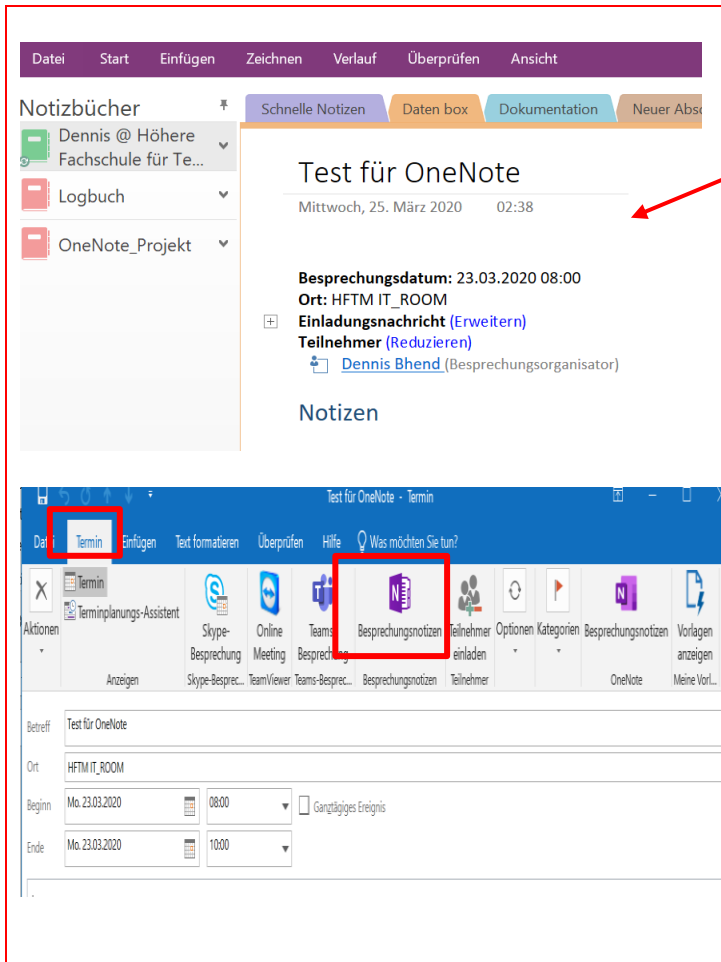 Datei Start Einfügen Zeichnen Verlauf Überprüfen Ansicht
Notizbücher
Dennis @ Höhere
Fachschule für Te...
Logbuch
OneNote_Projekt
Schnelle Notizen Daten box Dokumentation Neuer Absc
Test für OneNote
Mittwoch, 25. März 2020 02:38
Besprechungsdatum: 23.03.2020 08:00
Ort: HFTM IT_ROOM
Einladungsnachricht (Erweitern)
Teilnehmer (Reduzieren)
Dennis Bhend (Besprechungsorganisator)
Notizen
Test für OneNote - Termin
Datei Termin Einfügen Text formatieren Überprüfen Hilfe Was möchten Sie tun?
Aktionen
Termin
Terminplanungs-Assistent
Anzeigen
Skype-
Besprechung
Skype-Besprec...
Online
Meeting
TeamViewer
Teams-
Besprechung
Teams-Besprec...
Besprechungsnotizen
Besprechungsnotizen
Teilnehmer
einladen
Teilnehmer
Optionen
Kategorien
Besprechungsnotizen
OneNote
Vorlagen
anzeigen
Meine Vorl...
Betreff Test für OneNote
Ort HFTM IT_ROOM
Beginn Mo. 23.03.2020 08:00 Ganztägiges Ereignis
Ende Mo. 23.03.2020 10:00